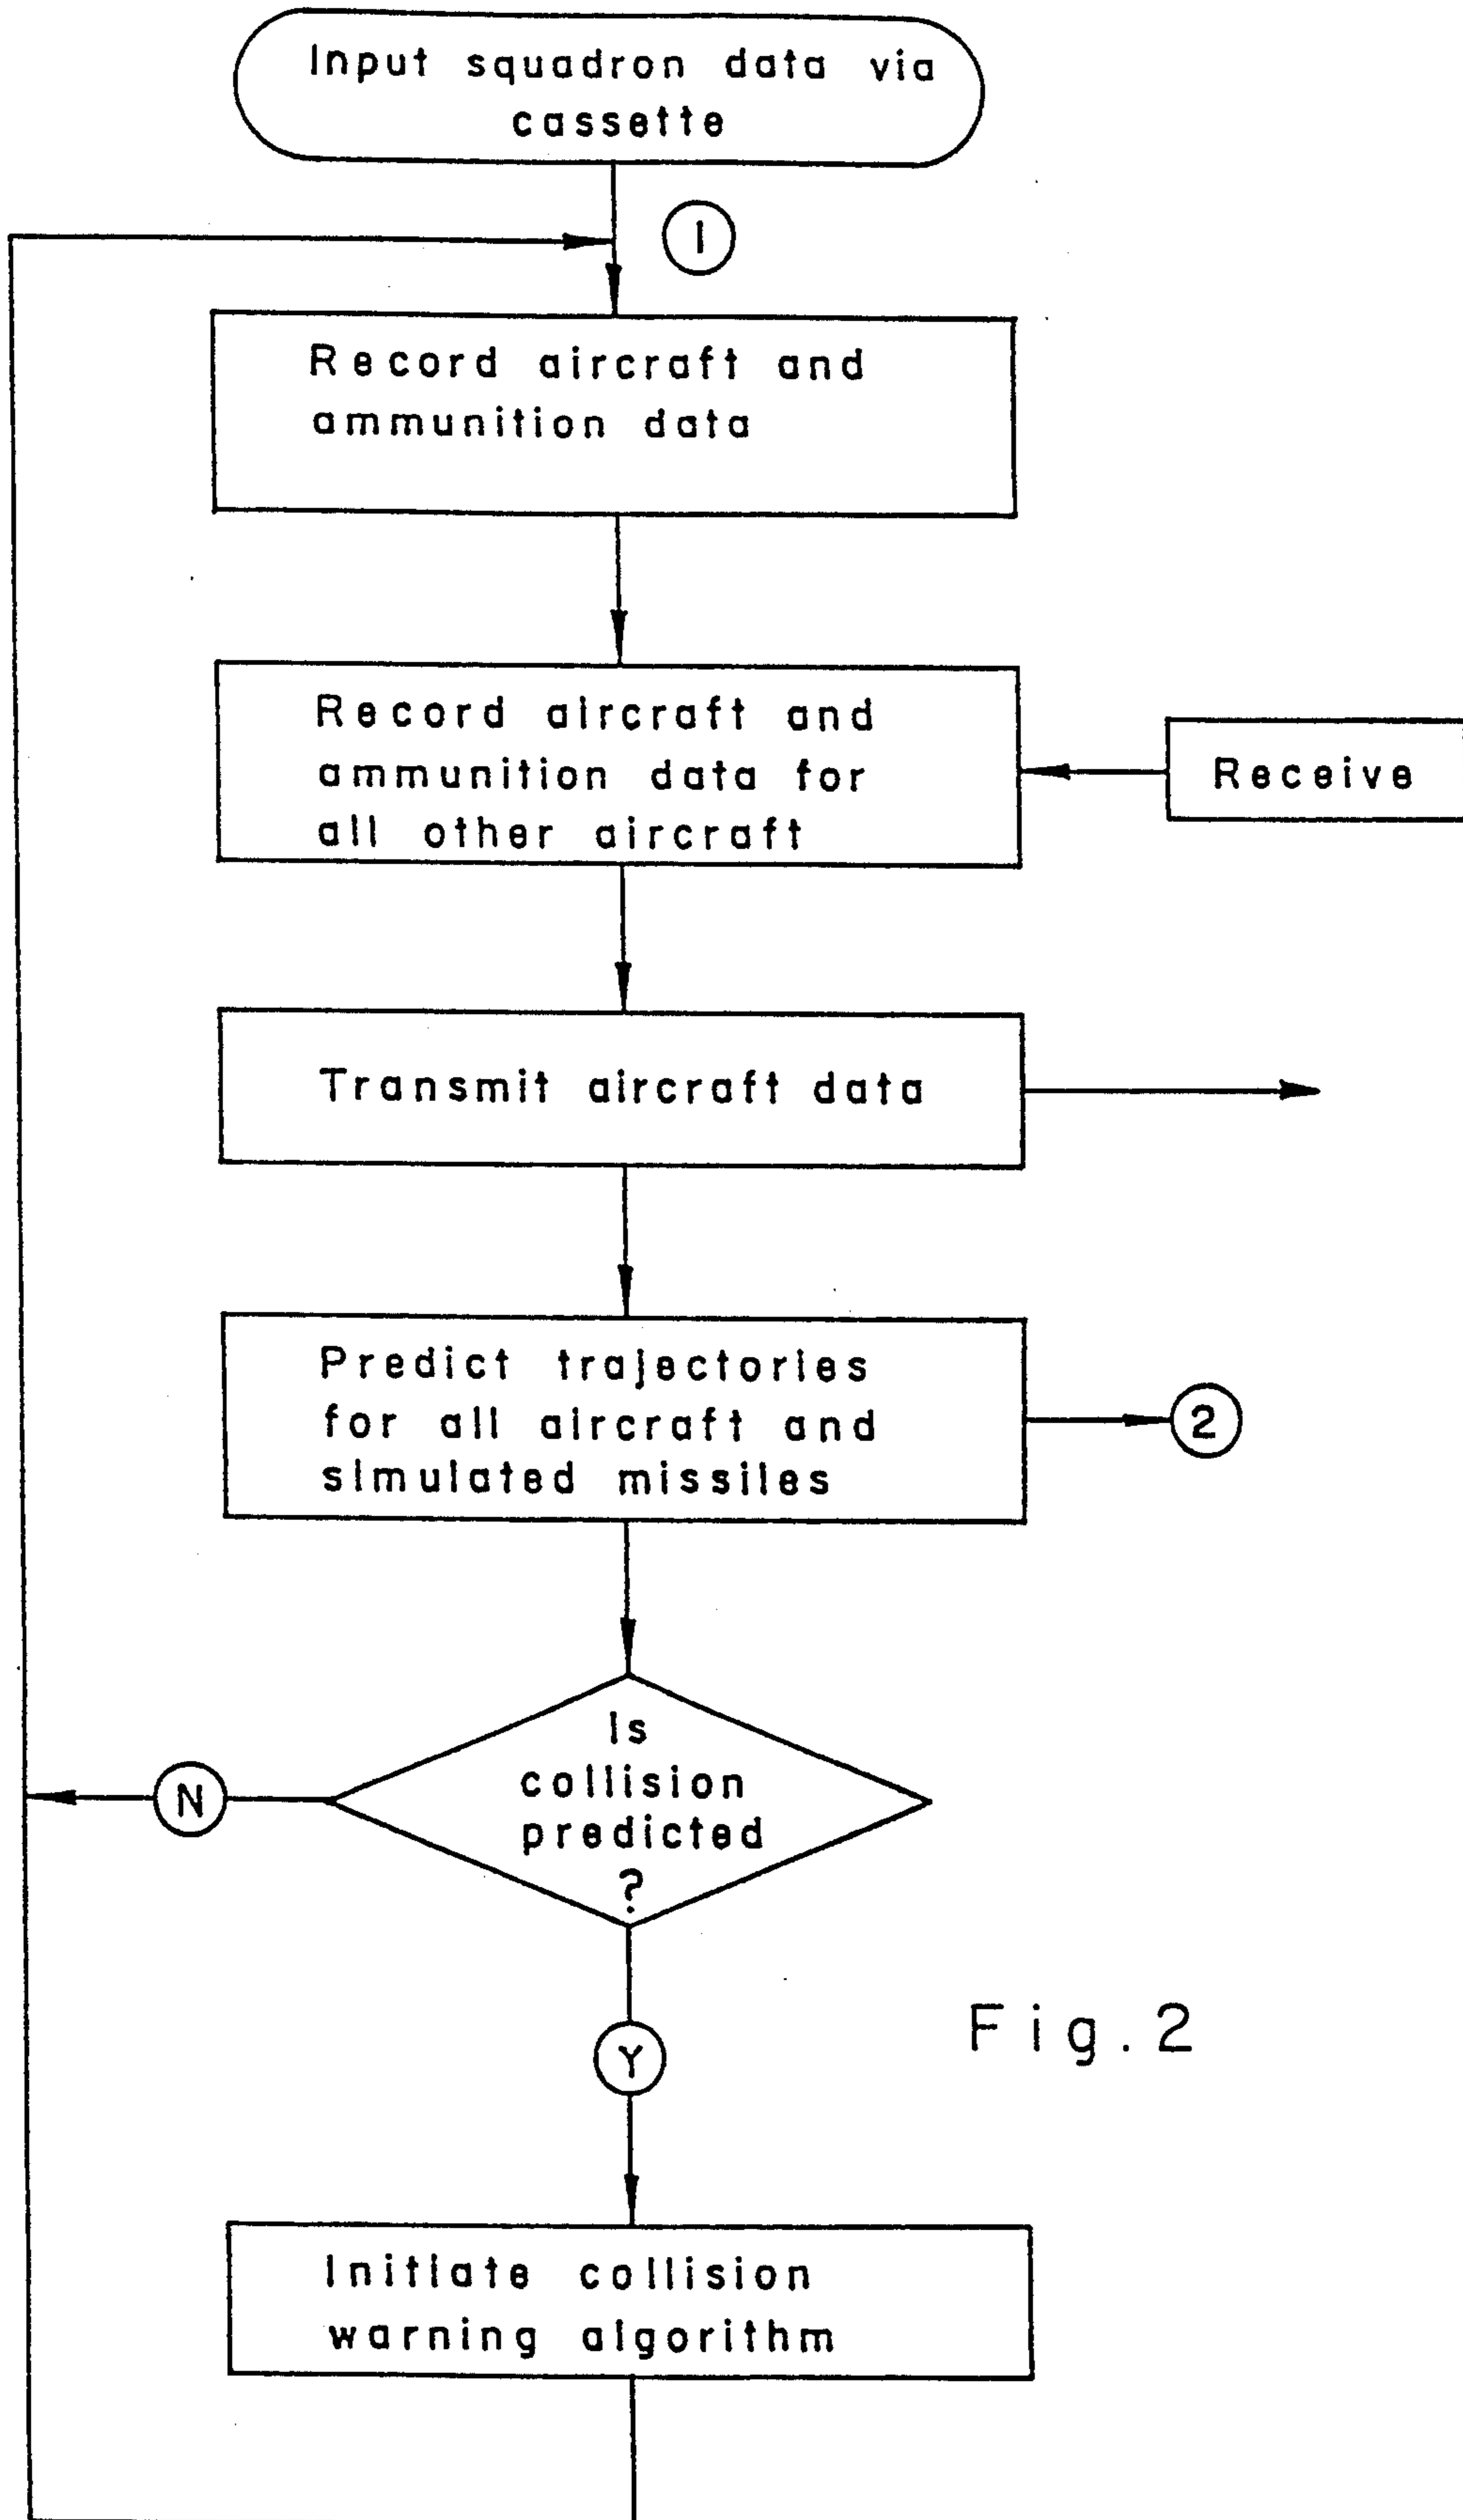 Input squadron data via
cassette
1
Record aircraft and
ammunition data
Record aircraft and
ammunition data for
all other aircraft
Receive
Transmit aircraft data
Predict trajectories
for all aircraft and
simulated missiles
2
Is
collision
predicted
?
N
Y
Fig.2
Initiate collision
warning algorithm